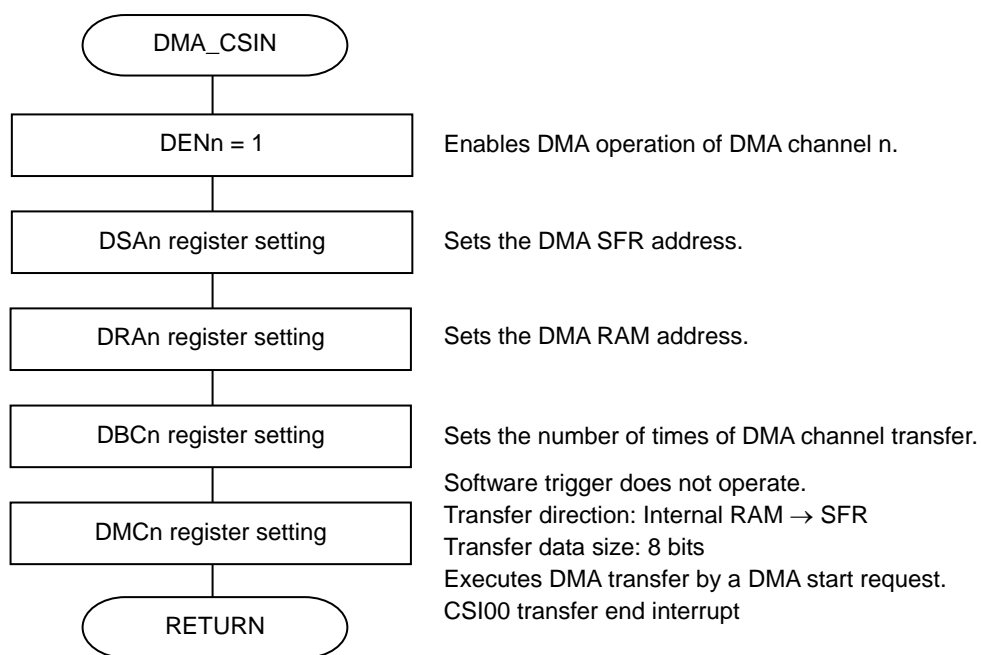 DMA_CSIN
DENn = 1
Enables DMA operation of DMA channel n.
DSAn register setting
Sets the DMA SFR address.
DRAn register setting
Sets the DMA RAM address.
DBCn register setting
Sets the number of times of DMA channel transfer.
DMCn register setting
Software trigger does not operate.
Transfer direction: Internal RAM → SFR
Transfer data size: 8 bits
Executes DMA transfer by a DMA start request.
CSI00 transfer end interrupt
RETURN